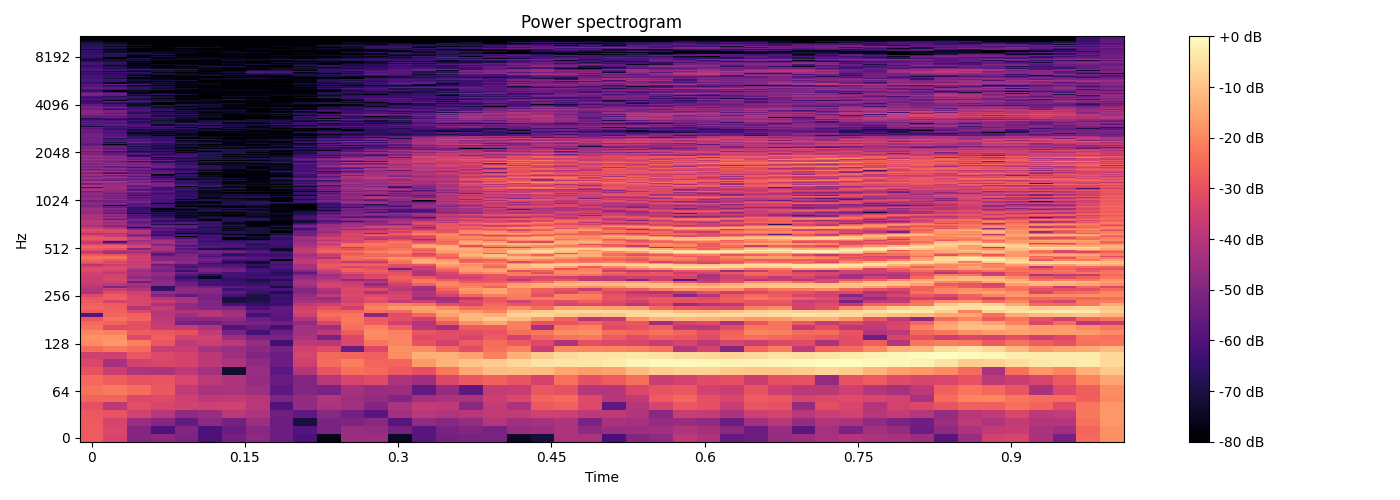 Power spectrogram
8192
4096
2048
1024
512
256
128
64
0
Hz
0 0.15 0.3 0.45 0.6 0.75 0.9
Time
+0 dB
-10 dB
-20 dB
-30 dB
-40 dB
-50 dB
-60 dB
-70 dB
-80 dB